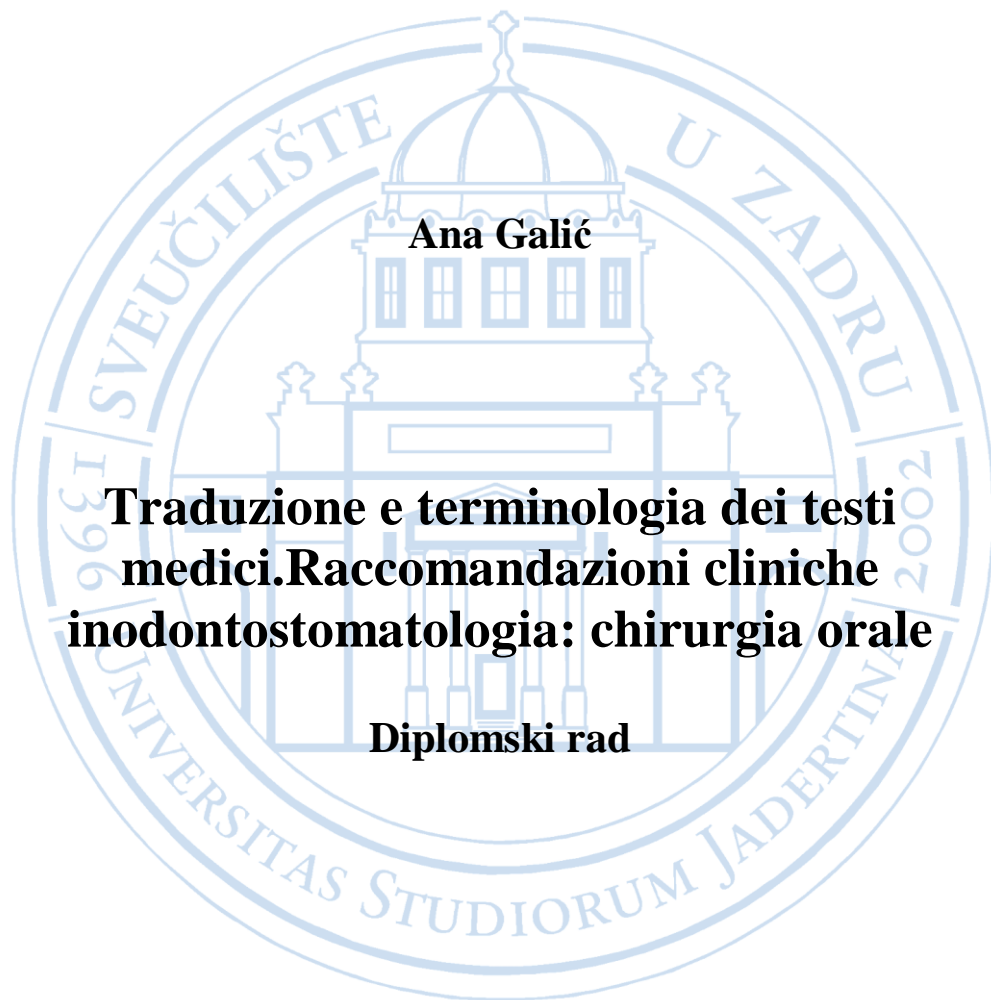 SVEUČILIŠTE U ZADRU
1396
2002
UNIVERSITAS STUDIORUM JADERTINA
Ana Galić
Traduzione e terminologia dei testi
medici.Raccomandazioni cliniche
inodontostomatologia: chirurgia orale
Diplomski rad